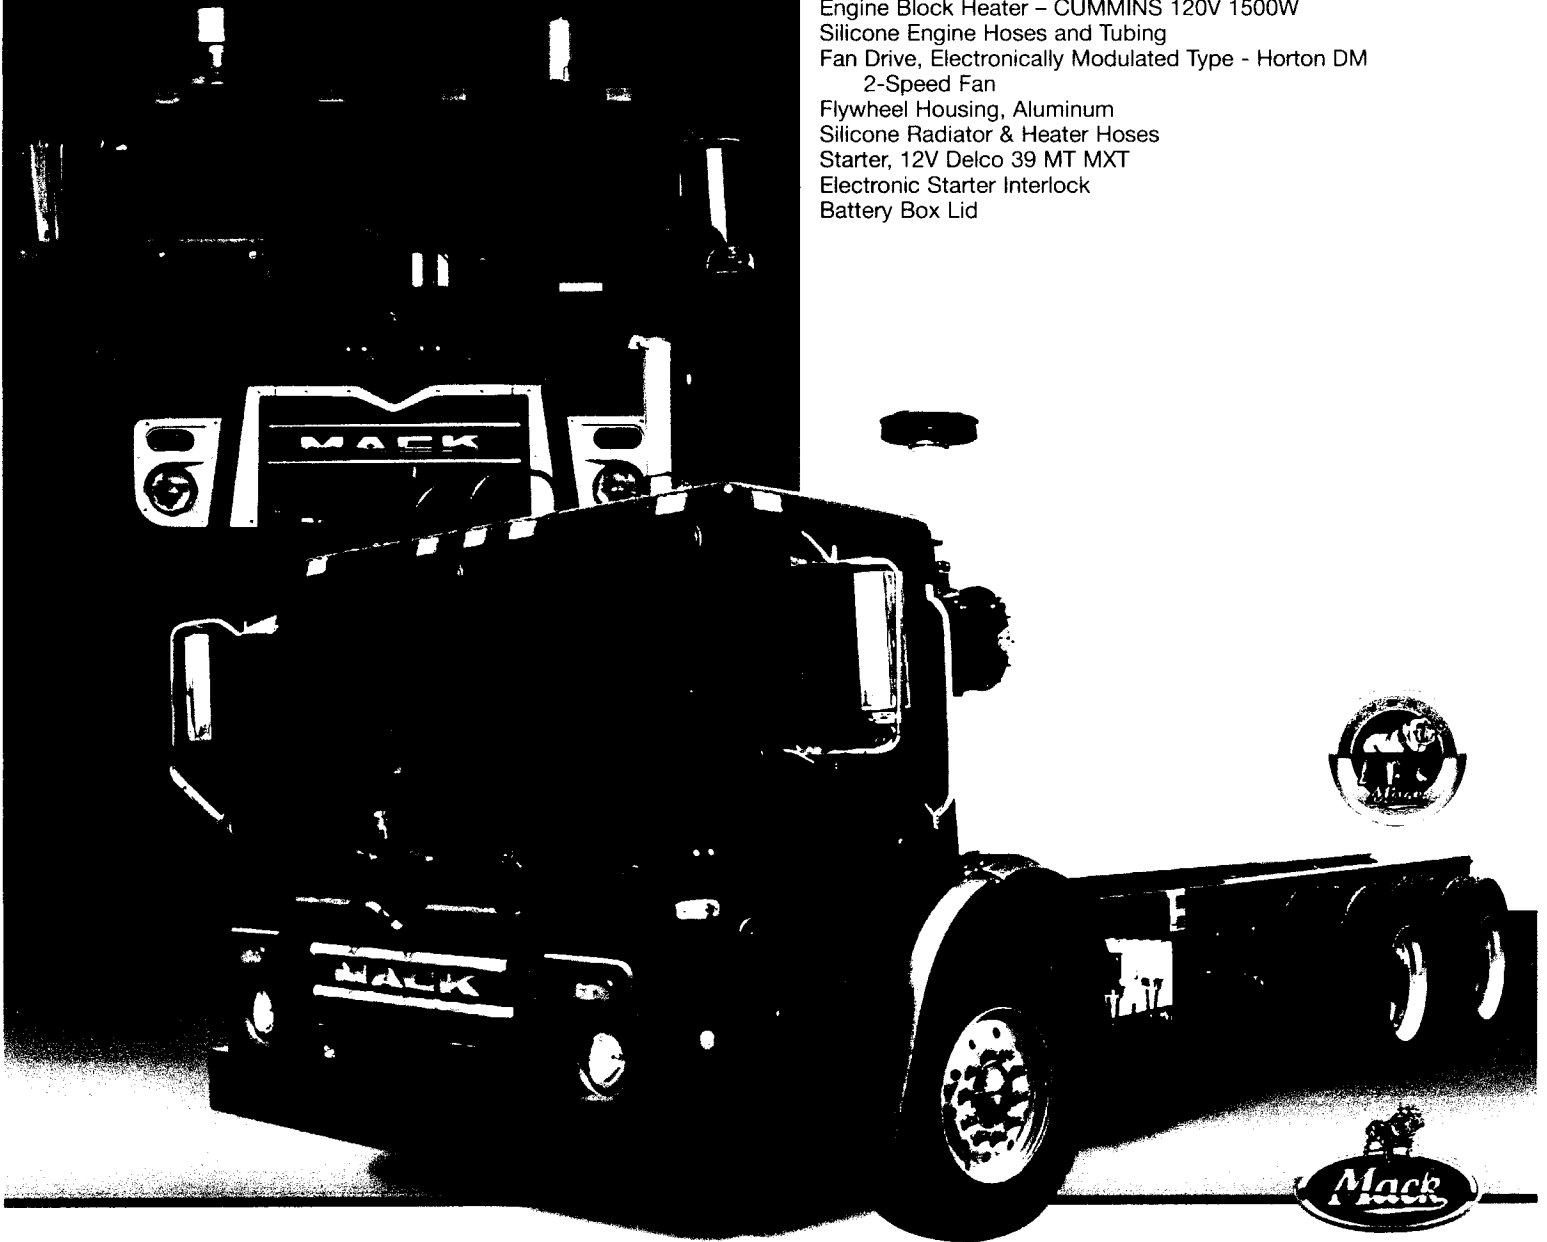 Engine Block Heater – CUMMINS 120V 1500W
Silicone Engine Hoses and Tubing
Fan Drive, Electronically Modulated Type - Horton DM
2-Speed Fan
Flywheel Housing, Aluminum
Silicone Radiator & Heater Hoses
Starter, 12V Delco 39 MT MXT
Electronic Starter Interlock
Battery Box Lid
MACK
MACK
Mack